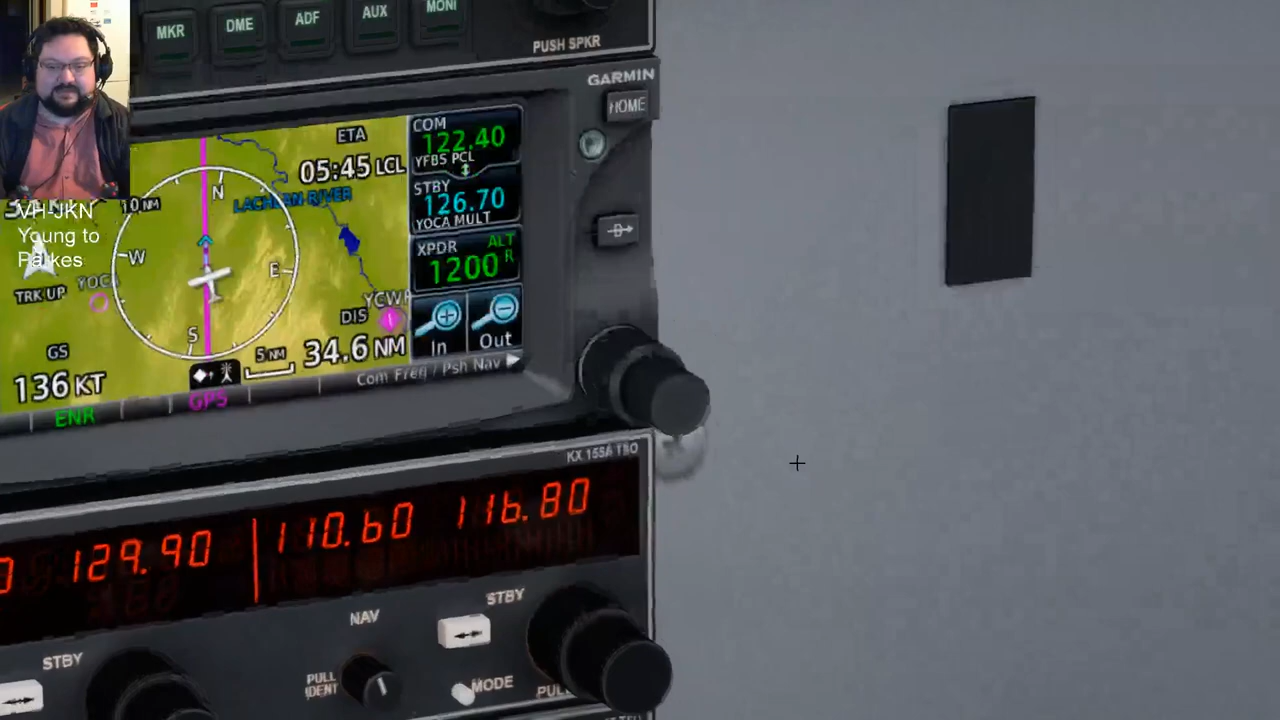 MKR DME ADF AUX MONI
PUSH SPKR
GARMIN
HOME
ETA
05:45 LCL
COM
122.40
YFBS PCL
STBY
126.70
YOCA MULT
XPDR ALT
1200 R
In Out
Com Freq / Psh Nav
LACHLAN RIVER
10 NM
N
W
E
S
VH-JKN
Young to
Parkes
TRK UP
YCWR
DIS
34.6 NM
5 NM
GS
136 KT
ENR
GPS
KX 155A TSO
129.90 110.60 116.80
STBY
NAV
STBY
PULL
IDENT
MODE